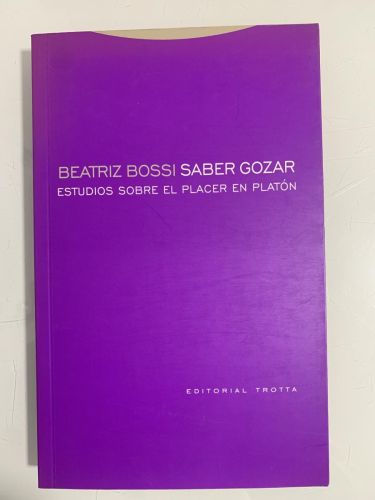 BEATRIZ BOSSI SABER GOZAR
ESTUDIOS SOBRE EL PLACER EN PLATÓN
EDITORIAL TROTTA